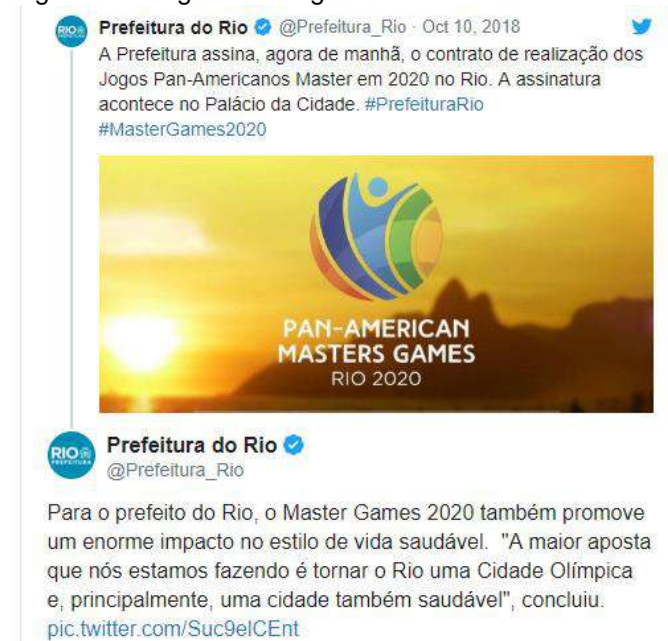 Prefeitura do Rio @Prefeitura_Rio · Oct 10, 2018
A Prefeitura assina, agora de manhã, o contrato de realização dos
Jogos Pan-Americanos Master em 2020 no Rio. A assinatura
acontece no Palácio da Cidade. #PrefeituraRio
#MasterGames2020
PAN-AMERICAN
MASTERS GAMES
RIO 2020
RIO
PREFEITURA
Prefeitura do Rio
@Prefeitura_Rio
Para o prefeito do Rio, o Master Games 2020 também promove
um enorme impacto no estilo de vida saudável. "A maior aposta
que nós estamos fazendo é tornar o Rio uma Cidade Olímpica
e, principalmente, uma cidade também saudável", concluiu.
pic.twitter.com/Suc9elCEnt